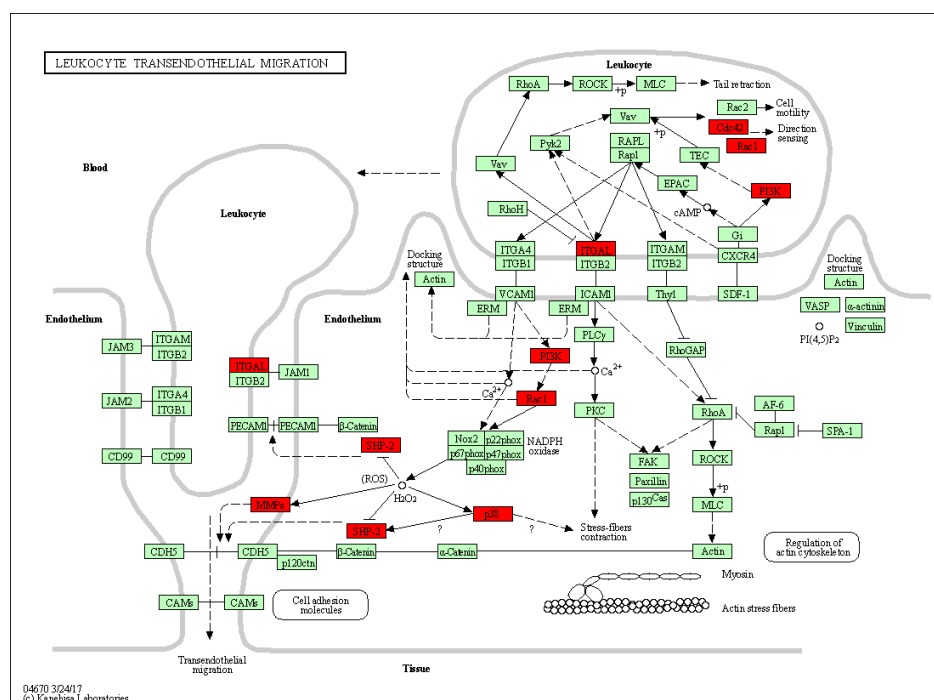 LEUKOCYTE TRANSENDOTHELIAL MIGRATION
Leukocyte
RhoA
ROCK
+p
MLC
Tail retraction
Rac2
Cell
motility
Vav
Cdc42
Direction
sensing
Rac1
+p
Pyk2
RAPL
Rap1
TEC
Vav
EPAC
PI3K
cAMP
RhoH
Gi
ITGA4
ITGB1
ITGAL
ITGB2
ITGAM
ITGB2
CXCR4
Blood
Leukocyte
Docking
structure
Actin
VCAM1
ICAM1
Thy1
SDF-1
ERM
ERM
Docking
structure
Actin
VASP
α-actinin
PI(4,5)P2
Vinculin
Endothelium
Endothelium
PLCγ
RhoGAP
JAM3
ITGAM
ITGB2
PI3K
Ca2+
ITGAL
ITGB2
JAM1
Ca2+
Rac1
JAM2
ITGA4
ITGB1
PKC
RhoA
AF-6
Rap1
SPA-1
PECAM1
PECAM1
β-Catenin
SHP-2
Nox2
p22phox
p67phox
p47phox
p40phox
NADPH
oxidase
CD99
CD99
FAK
Paxillin
p130Cas
ROCK
+p
MLC
(ROS)
H2O2
MMPs
p38
SHP-2
?
?
Stress-fibers
contraction
CDH5
CDH5
p120ctn
β-Catenin
α-Catenin
Actin
Regulation of
actin cytoskeleton
Myosin
Actin stress fibers
CAMs
CAMs
Cell adhesion
molecules
Transendothelial
migration
Tissue
04670 3/24/17
(c) Kanehisa Laboratories